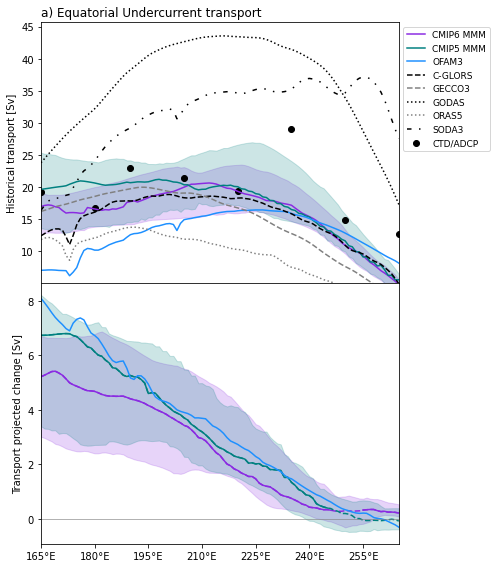 a) Equatorial Undercurrent transport
Historical transport [Sv]
45
40
35
30
25
20
15
10
CMIP6 MMM
CMIP5 MMM
OFAM3
C-GLORS
GECCO3
GODAS
ORAS5
SODA3
CTD/ADCP
Transport projected change [Sv]
8
6
4
2
0
165°E 180°E 195°E 210°E 225°E 240°E 255°E